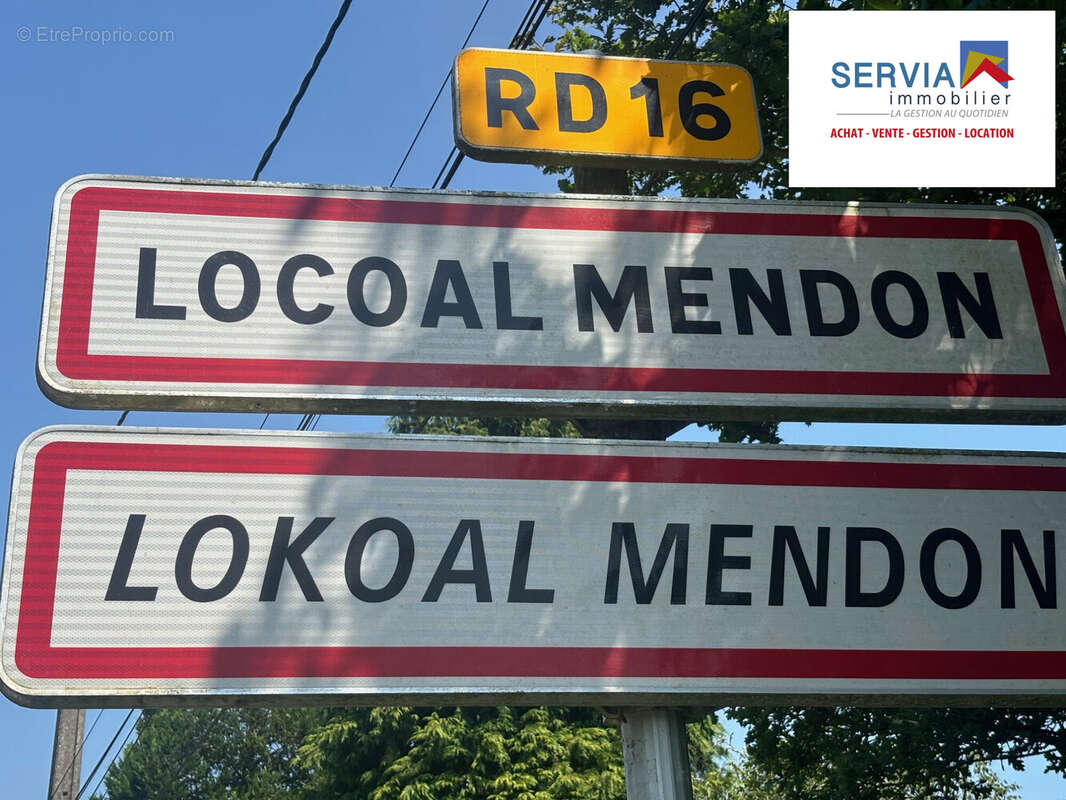 © EtreProprio.com
RD 16
SERVIA
immobilier
LA GESTION AU QUOTIDIEN
ACHAT - VENTE - GESTION - LOCATION
LOCOAL MENDON
LOKOAL MENDON